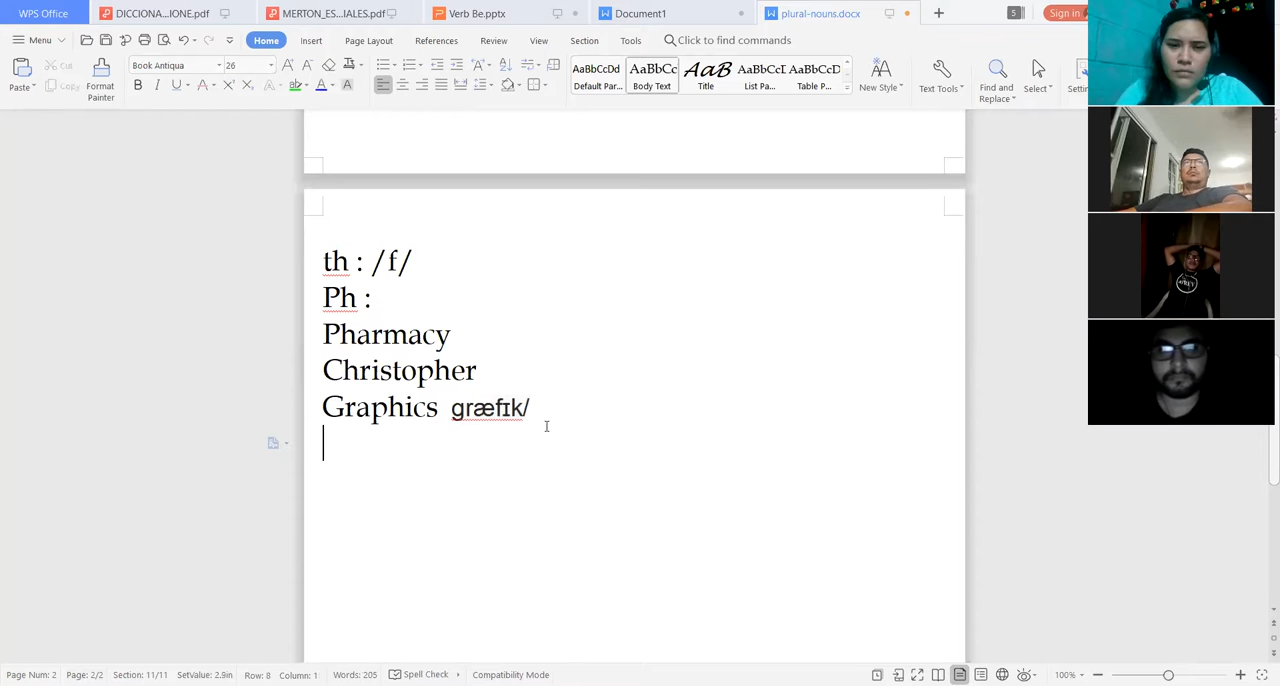 WPS Office DICCIONA...IONE.pdf MERTON_ES...IALES.pdf Verb Be.pptx Document1 plural-nouns.docx 5 Sign in
Menu Home Insert Page Layout References Review View Section Tools Click to find commands
Cut Book Antiqua 26 AaBbCcDd AaBbCc AaB AaBbCcD AaBbCcD
Paste Copy Format Painter Default Par... Body Text Title List Pa... Table P... New Style Text Tools Find and Replace Select
th : /f/
Ph :
Pharmacy
Christopher
Graphics græfɪk/
Page Num: 2 Page: 2/2 Section: 11/11 SetValue: 2.9in Row: 8 Column: 1 Words: 205 Spell Check Compatibility Mode 100%